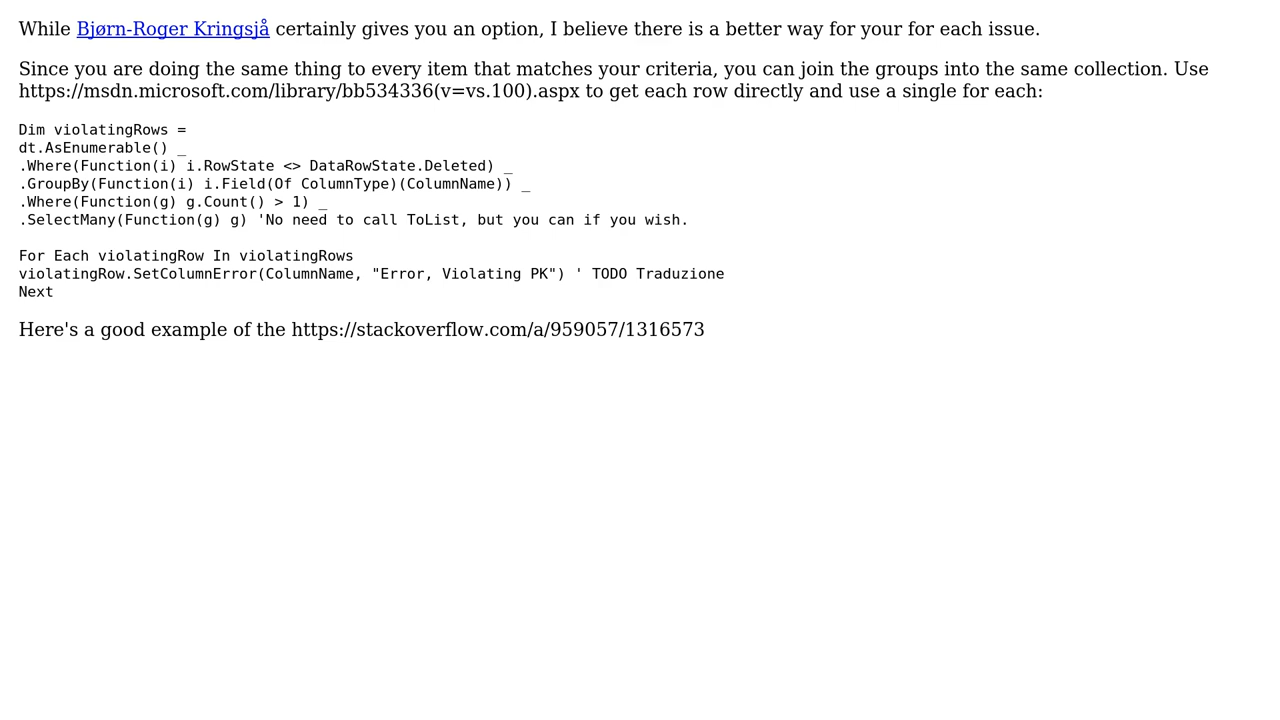 While Bjørn-Roger Kringsjå certainly gives you an option, I believe there is a better way for your for each issue.
Since you are doing the same thing to every item that matches your criteria, you can join the groups into the same collection. Use
https://msdn.microsoft.com/library/bb534336(v=vs.100).aspx to get each row directly and use a single for each:
Dim violatingRows =
dt.AsEnumerable() _
.Where(Function(i) i.RowState <> DataRowState.Deleted) _
.GroupBy(Function(i) i.Field(Of ColumnType)(ColumnName)) _
.Where(Function(g) g.Count() > 1) _
.SelectMany(Function(g) g) 'No need to call ToList, but you can if you wish.
For Each violatingRow In violatingRows
violatingRow.SetColumnError(ColumnName, "Error, Violating PK") ' TODO Traduzione
Next
Here's a good example of the https://stackoverflow.com/a/959057/1316573